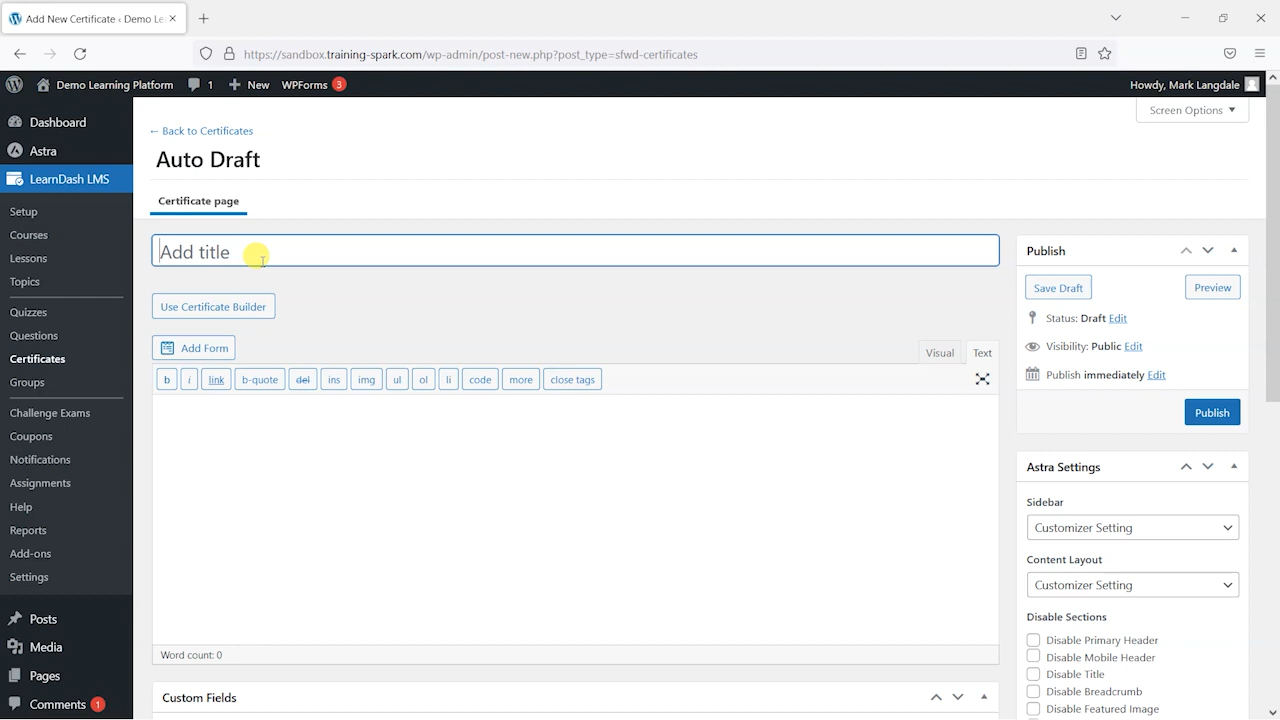 Add New Certificate ‹ Demo Le
https://sandbox.training-spark.com/wp-admin/post-new.php?post_type=sfwd-certificates
Demo Learning Platform
1
New
WPForms 3
Howdy, Mark Langdale
Screen Options
Dashboard
Astra
LearnDash LMS
Setup
Courses
Lessons
Topics
Quizzes
Questions
Certificates
Groups
Challenge Exams
Coupons
Notifications
Assignments
Help
Reports
Add-ons
Settings
Posts
Media
Pages
Comments 1
← Back to Certificates
Auto Draft
Certificate page
Add title
Use Certificate Builder
Add Form
Visual
Text
b
i
link
b-quote
del
ins
img
ul
ol
li
code
more
close tags
Word count: 0
Custom Fields
Publish
Save Draft
Preview
Status: Draft Edit
Visibility: Public Edit
Publish immediately Edit
Publish
Astra Settings
Sidebar
Customizer Setting
Content Layout
Customizer Setting
Disable Sections
Disable Primary Header
Disable Mobile Header
Disable Title
Disable Breadcrumb
Disable Featured Image